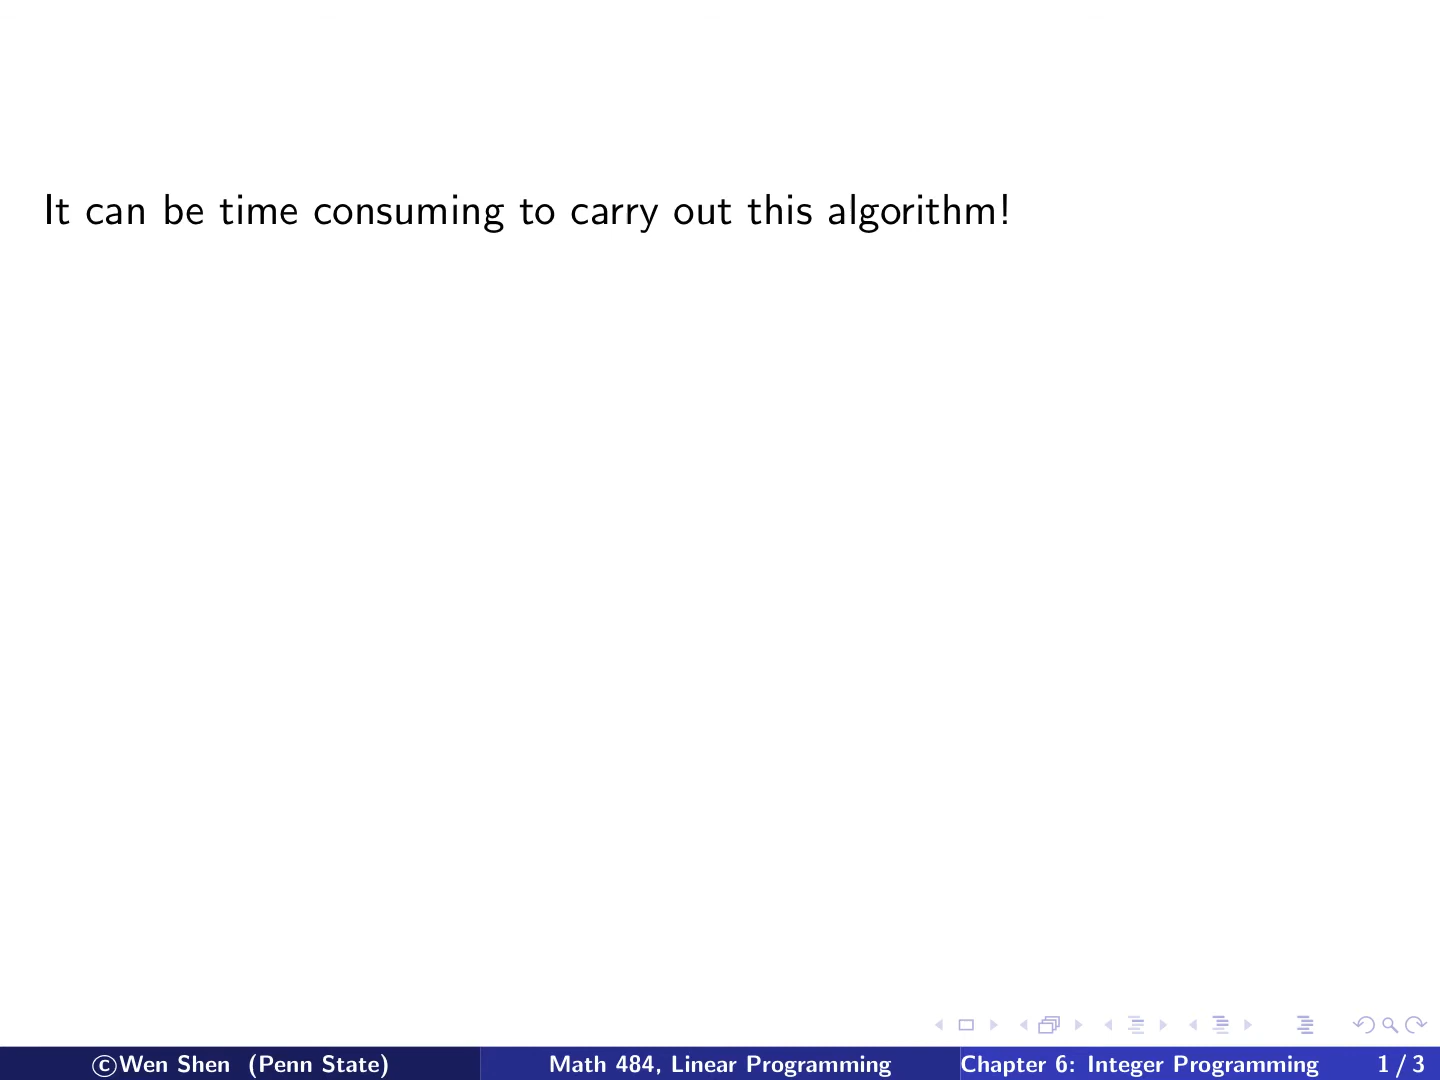 It can be time consuming to carry out this algorithm!
©Wen Shen (Penn State) Math 484, Linear Programming Chapter 6: Integer Programming 1 / 3